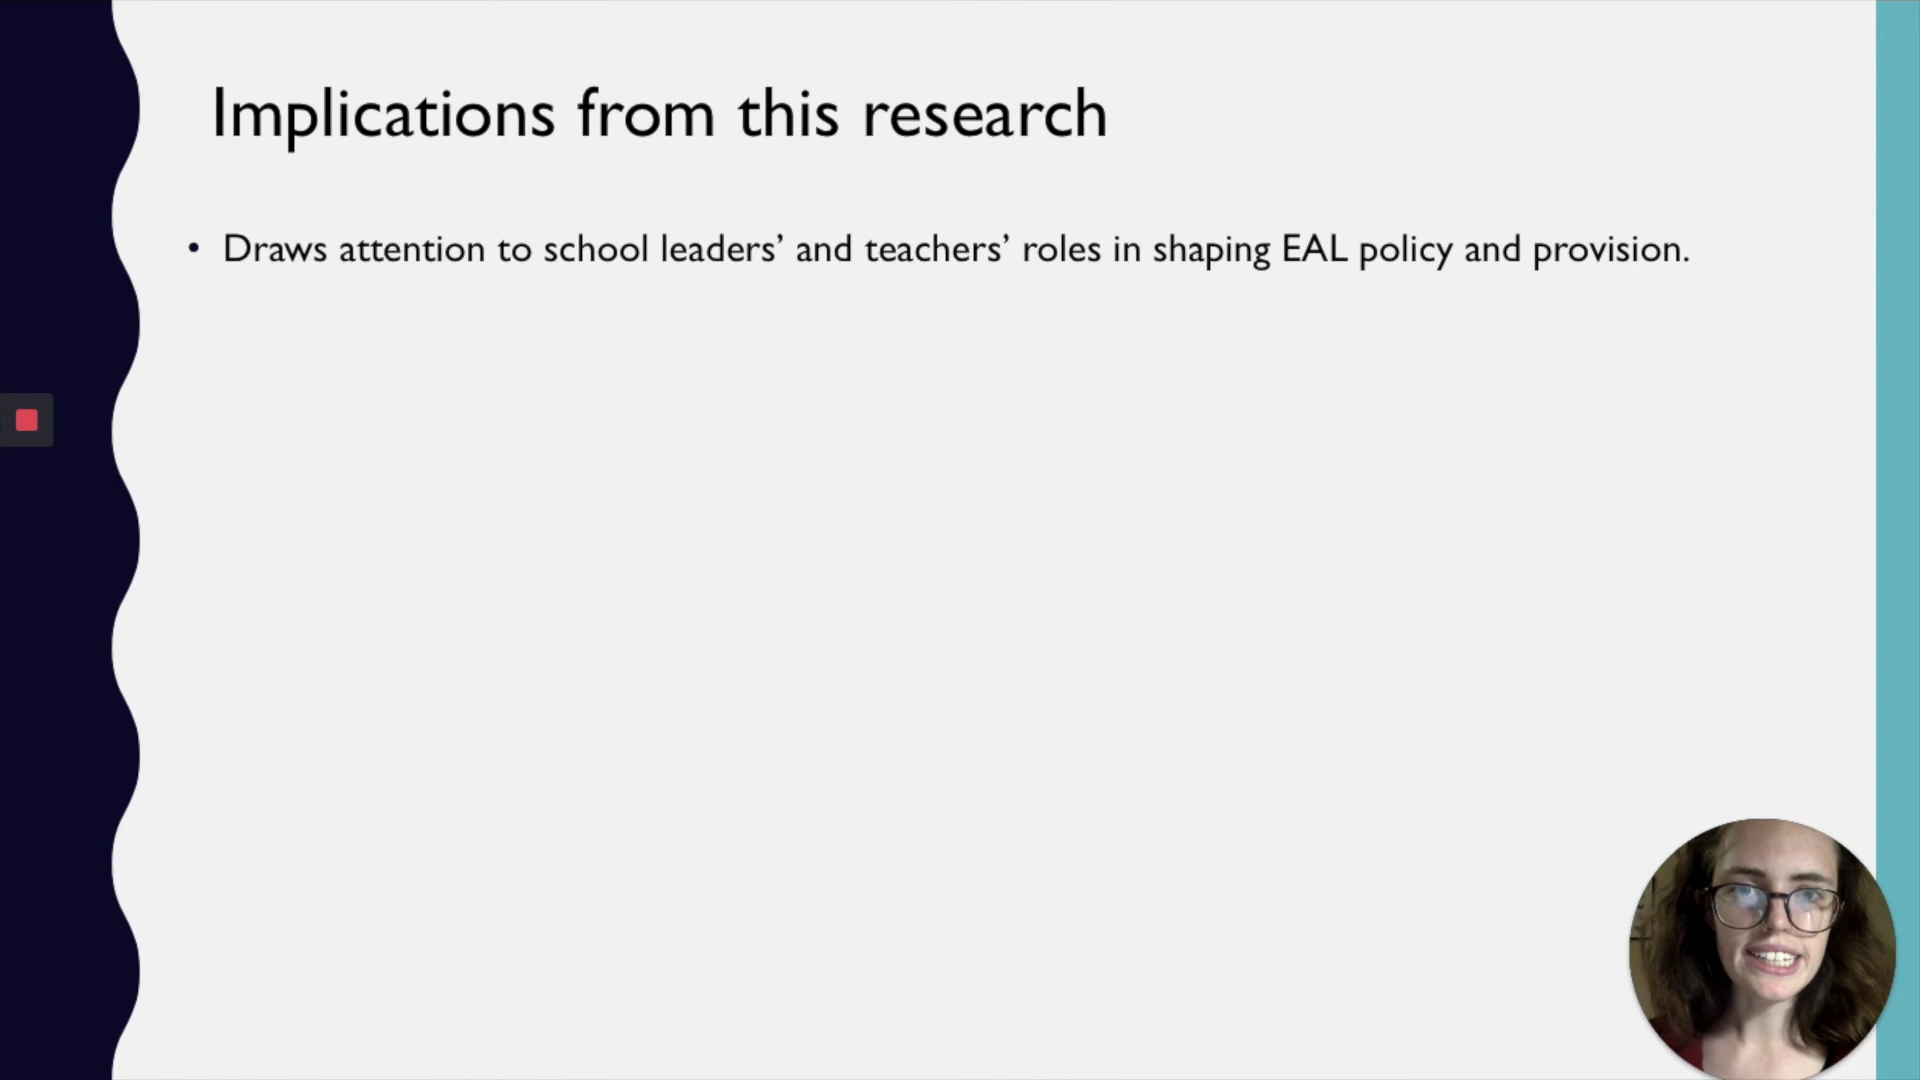 Implications from this research
• Draws attention to school leaders’ and teachers’ roles in shaping EAL policy and provision.